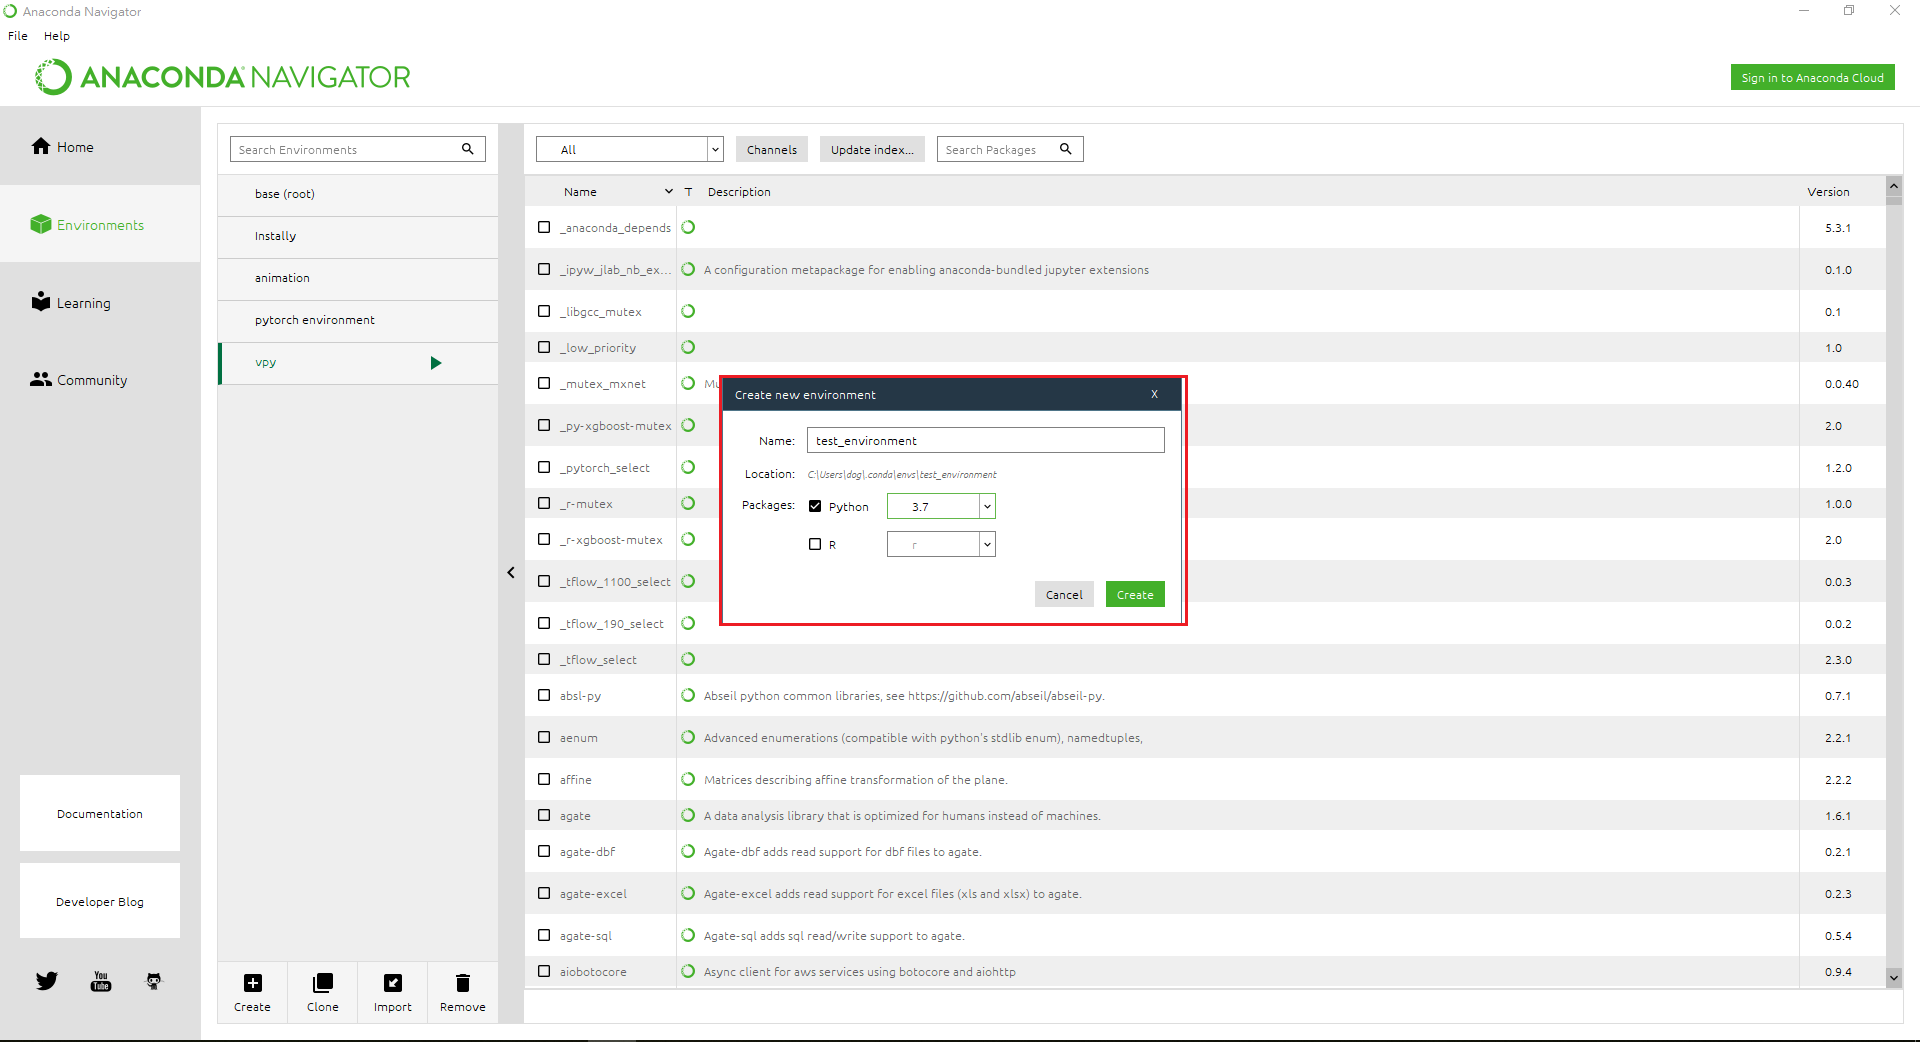 Anaconda Navigator
File Help
ANACONDA NAVIGATOR
Sign in to Anaconda Cloud
Home
Environments
Learning
Community
Documentation
Developer Blog
You Tube
Search Environments
base (root)
Instally
animation
pytorch environment
vpy
Create Clone Import Remove
All Channels Update index... Search Packages
Name T Description Version
_anaconda_depends 5.3.1
_ipyw_jlab_nb_ex... A configuration metapackage for enabling anaconda-bundled jupyter extensions 0.1.0
_libgcc_mutex 0.1
_low_priority 1.0
_mutex_mxnet Mu 0.0.40
_py-xgboost-mutex 2.0
_pytorch_select 1.2.0
_r-mutex 1.0.0
_r-xgboost-mutex 2.0
_tflow_1100_select 0.0.3
_tflow_190_select 0.0.2
_tflow_select 2.3.0
absl-py Abseil python common libraries, see https://github.com/abseil/abseil-py. 0.7.1
aenum Advanced enumerations (compatible with python's stdlib enum), namedtuples, 2.2.1
affine Matrices describing affine transformation of the plane. 2.2.2
agate A data analysis library that is optimized for humans instead of machines. 1.6.1
agate-dbf Agate-dbf adds read support for dbf files to agate. 0.2.1
agate-excel Agate-excel adds read support for excel files (xls and xlsx) to agate. 0.2.3
agate-sql Agate-sql adds sql read/write support to agate. 0.5.4
aiobotocore Async client for aws services using botocore and aiohttp 0.9.4
Create new environment X
Name: test_environment
Location: C:\Users\dag\.conda\envs\test_environment
Packages: Python 3.7
R r
Cancel Create